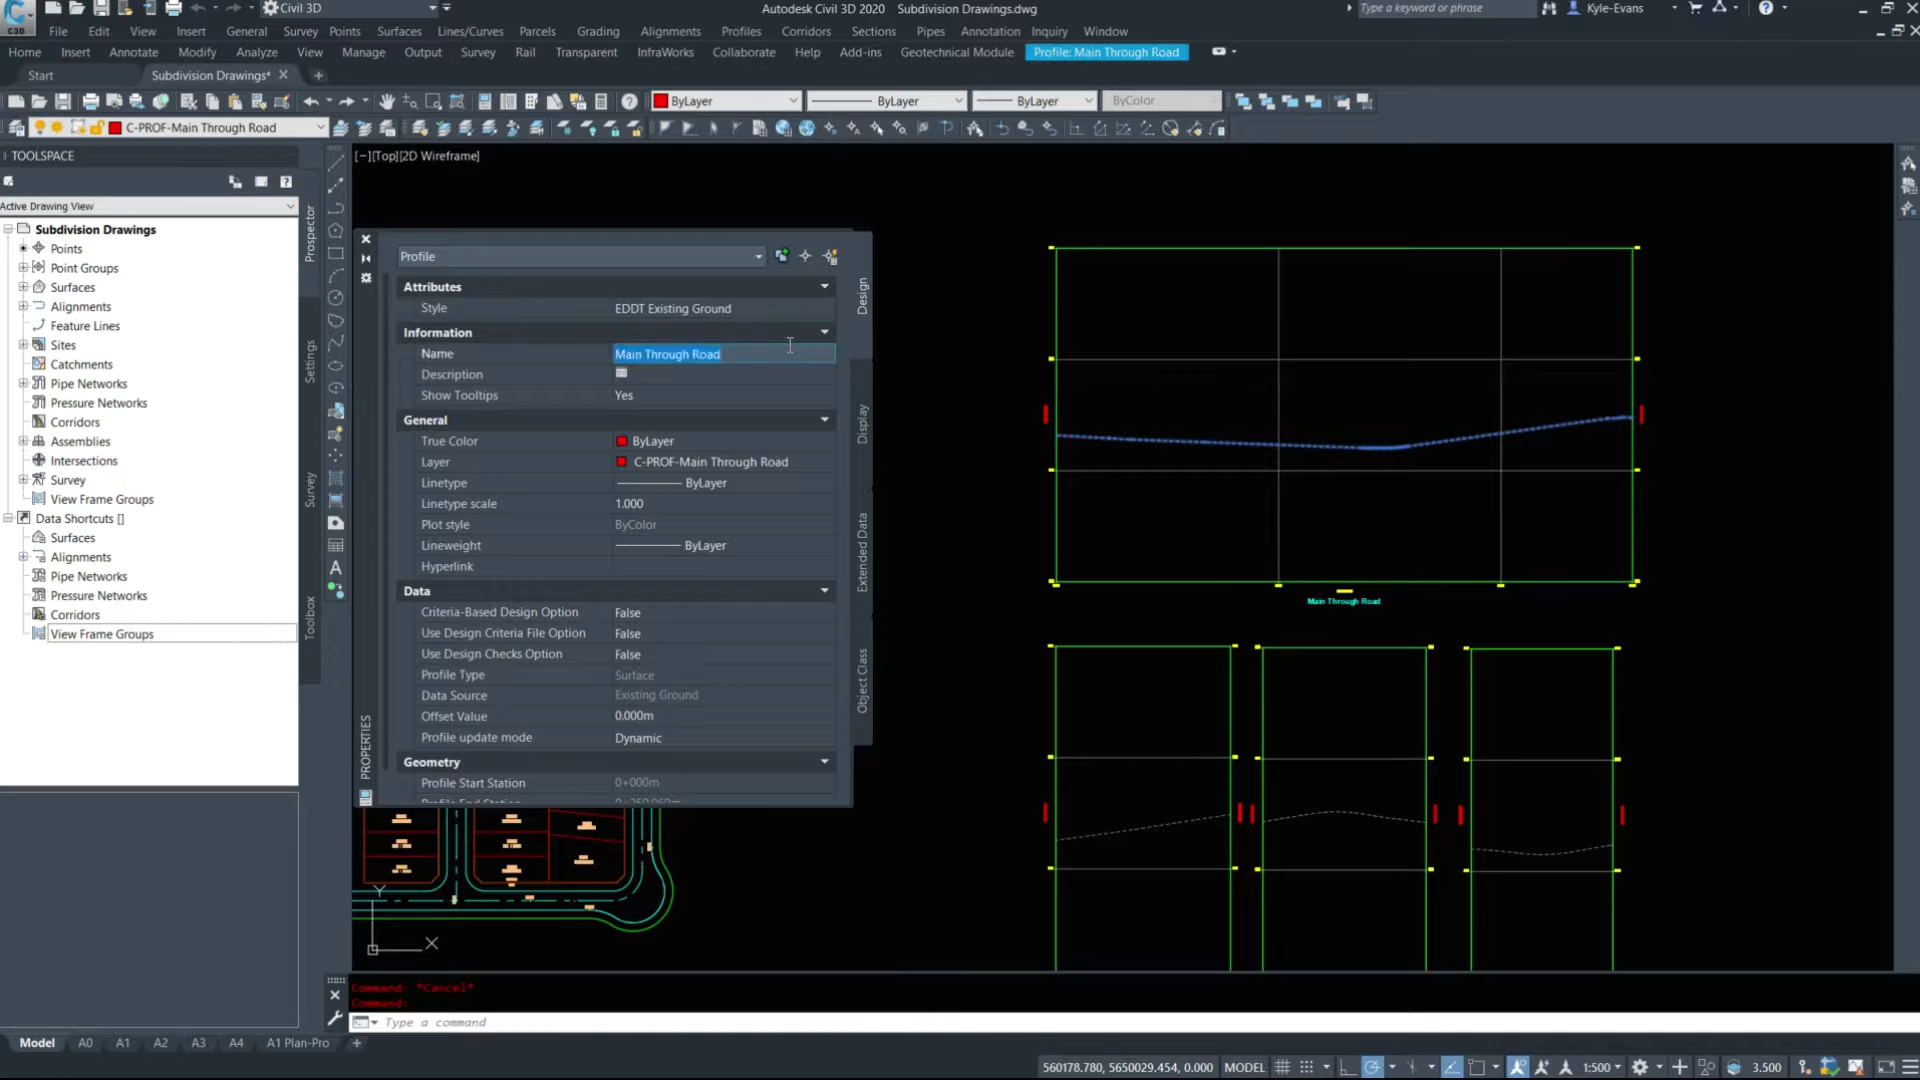 Civil 3D
Autodesk Civil 3D 2020 Subdivision Drawings.dwg
Type a keyword or phrase
Kyle-Evans
CAD
File Edit View Insert General Survey Points Surfaces Lines/Curves Parcels Grading Alignments Profiles Corridors Sections Pipes Annotation Inquiry Window
Home Insert Annotate Modify Analyze View Manage Output Survey Rail Transparent InfraWorks Collaborate Help Add-ins Geotechnical Module Profile: Main Through Road
Start Subdivision Drawings*
ByLayer ByLayer ByLayer ByColor
C-PROF-Main Through Road
TOOLSPACE
[−][Top][2D Wireframe]
Active Drawing View
Prospector
Settings
Survey
Toolbox
Subdivision Drawings
Points
Point Groups
Surfaces
Alignments
Feature Lines
Sites
Catchments
Pipe Networks
Pressure Networks
Corridors
Assemblies
Intersections
Survey
View Frame Groups
Data Shortcuts []
Surfaces
Alignments
Pipe Networks
Pressure Networks
Corridors
View Frame Groups
PROPERTIES
Profile
Design
Display
Extended Data
Object Class
Attributes
Style EDDT Existing Ground
Information
Name Main Through Road
Description
Show Tooltips Yes
General
True Color ByLayer
Layer C-PROF-Main Through Road
Linetype ByLayer
Linetype scale 1.000
Plot style ByColor
Lineweight ByLayer
Hyperlink
Data
Criteria-Based Design Option False
Use Design Criteria File Option False
Use Design Checks Option False
Profile Type Surface
Data Source Existing Ground
Offset Value 0.000m
Profile update mode Dynamic
Geometry
Profile Start Station 0+000m
Main Through Road
Y
X
Command: *Cancel*
Command:
Type a command
Model A0 A1 A2 A3 A4 A1 Plan-Pro
560178.780, 5650029.454, 0.000 MODEL 1:500 3.500